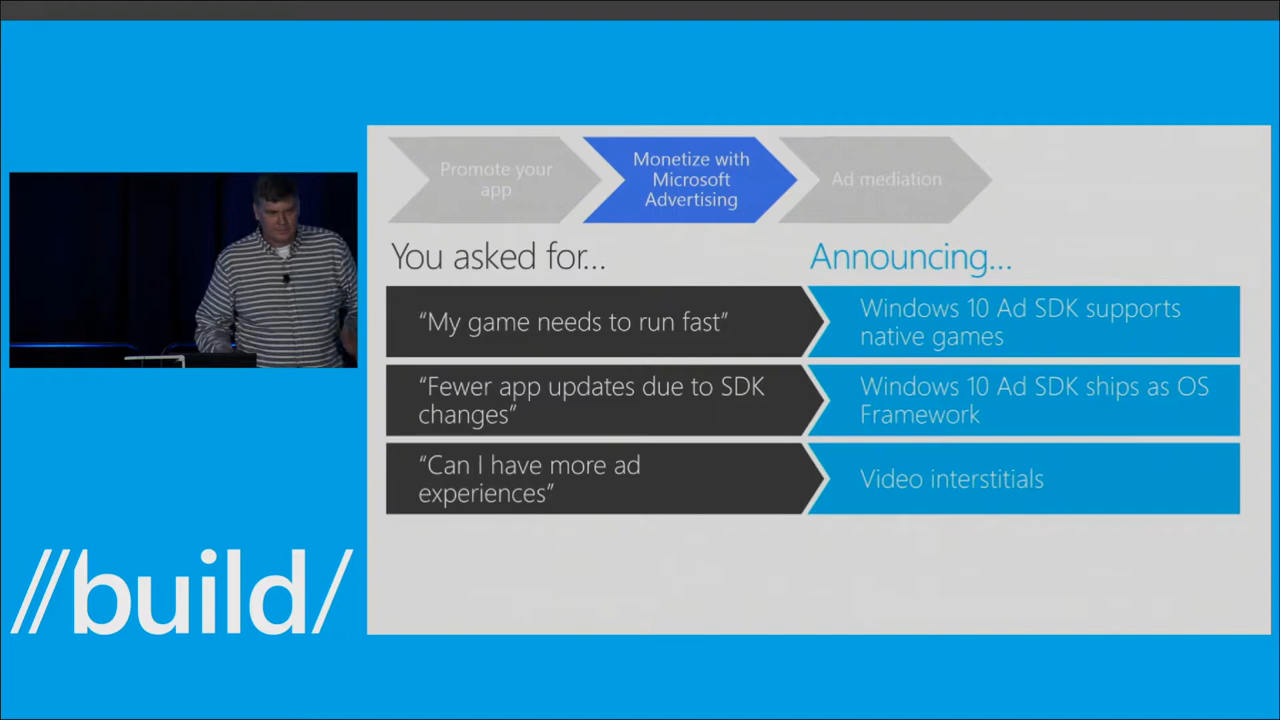 Promote your
app
Monetize with
Microsoft
Advertising
Ad mediation
You asked for...
Announcing...
“My game needs to run fast”
Windows 10 Ad SDK supports
native games
“Fewer app updates due to SDK
changes”
Windows 10 Ad SDK ships as OS
Framework
“Can I have more ad
experiences”
Video interstitials
//build/